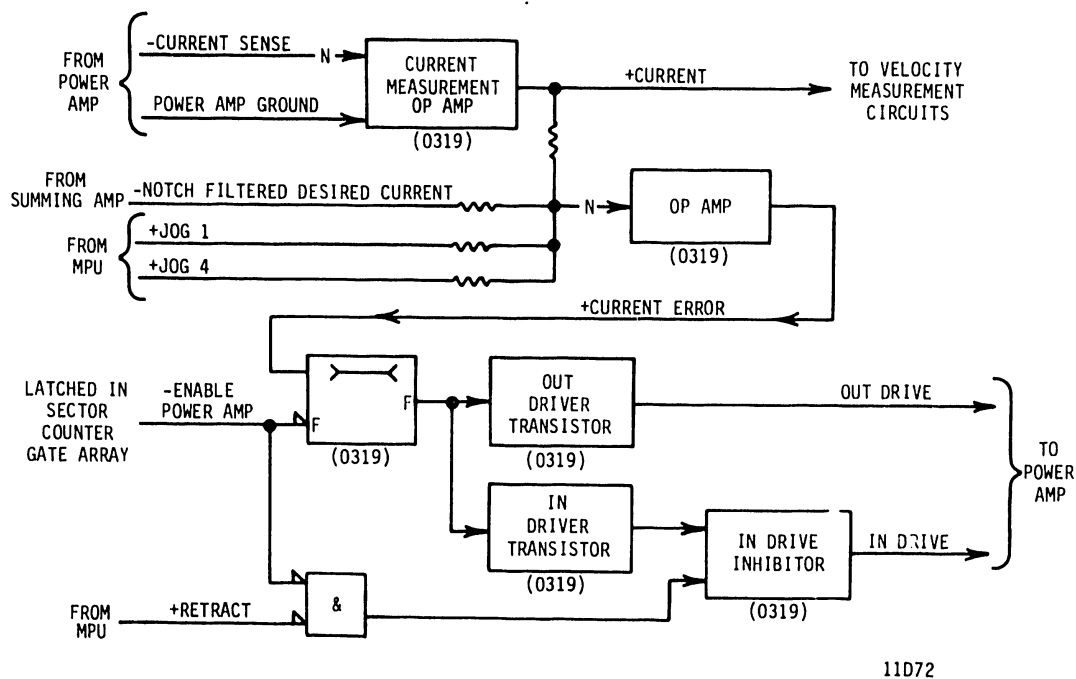 FROM
POWER
AMP
-CURRENT SENSE
N
POWER AMP GROUND
CURRENT
MEASUREMENT
OP AMP
(0319)
+CURRENT
TO VELOCITY
MEASUREMENT
CIRCUITS
FROM
SUMMING AMP
-NOTCH FILTERED DESIRED CURRENT
N
OP AMP
(0319)
FROM
MPU
+JOG 1
+JOG 4
+CURRENT ERROR
LATCHED IN
SECTOR
COUNTER
GATE ARRAY
-ENABLE
POWER AMP
F
F
(0319)
OUT
DRIVER
TRANSISTOR
(0319)
OUT DRIVE
IN
DRIVER
TRANSISTOR
(0319)
IN DRIVE
INHIBITOR
(0319)
IN DRIVE
TO
POWER
AMP
FROM
MPU
+RETRACT
&
11D72